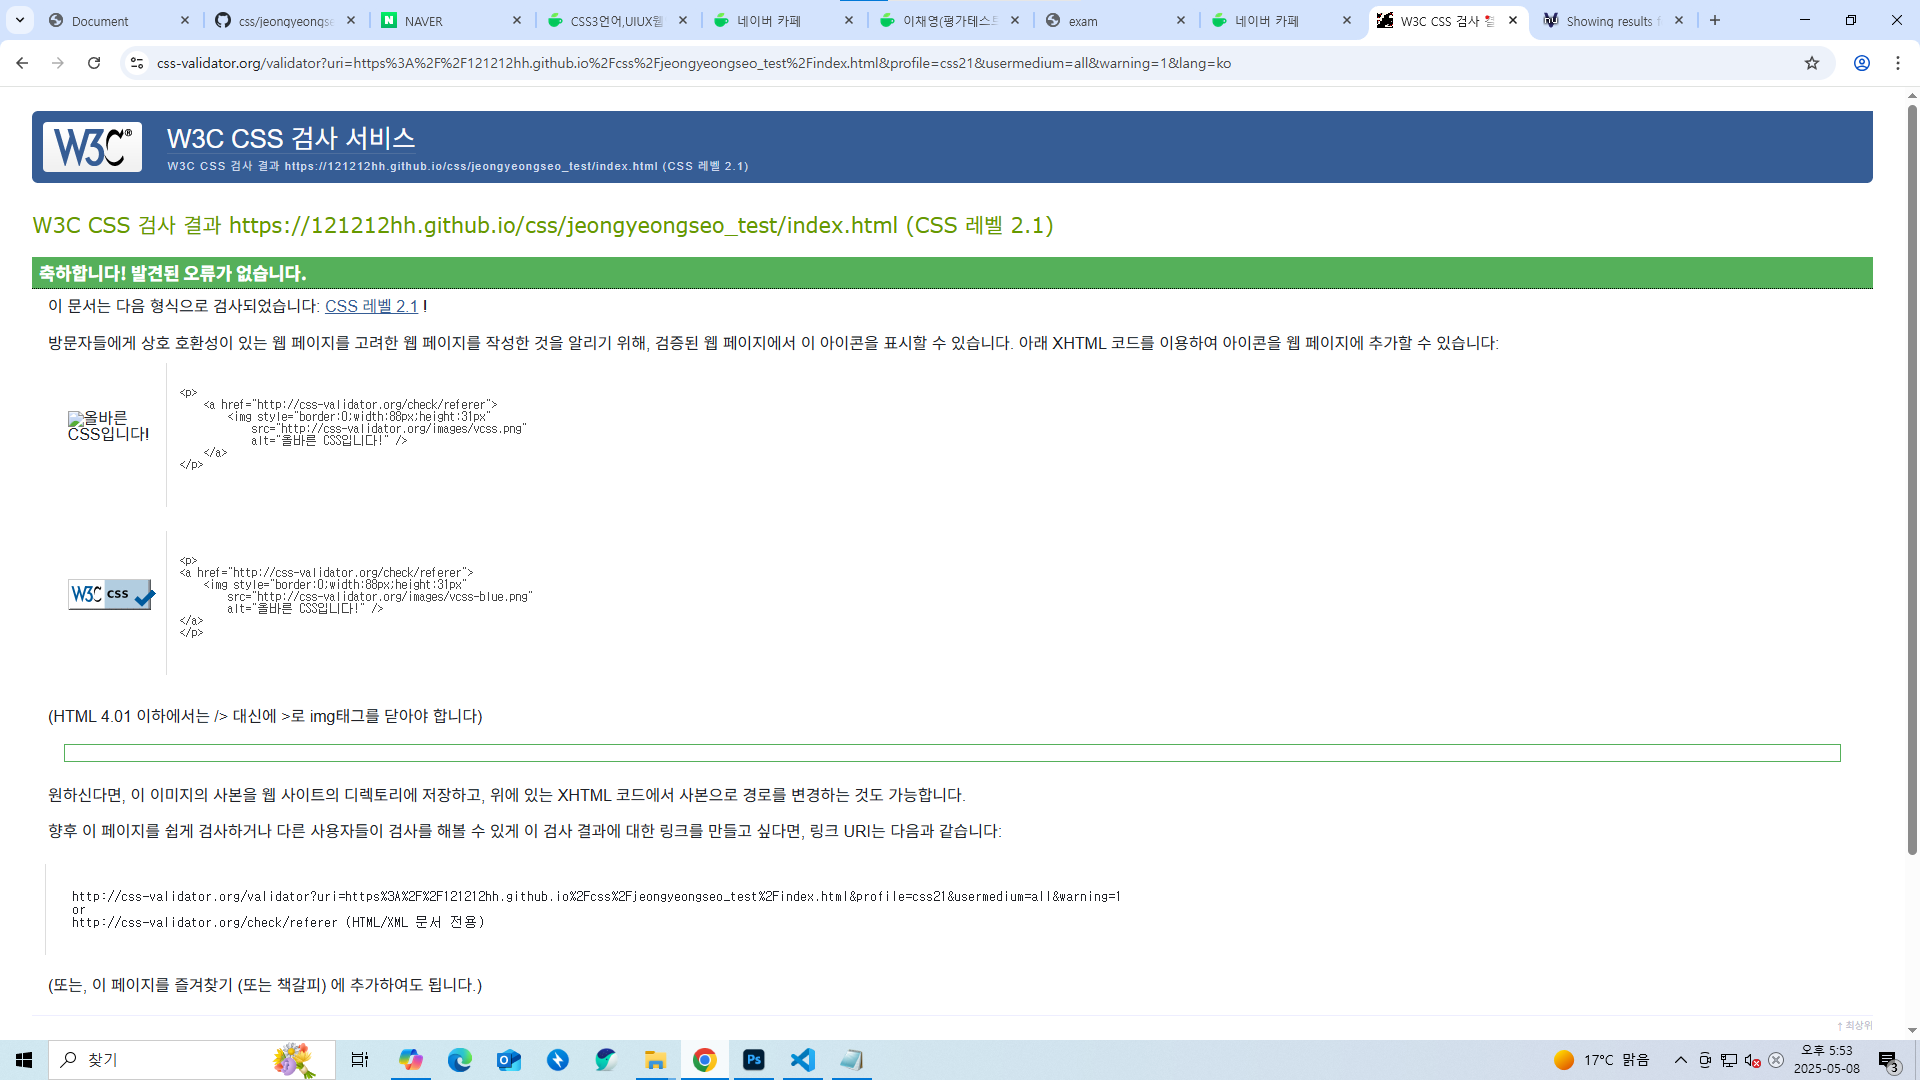 Document
css/jeongyeongse
NAVER
CSS3언어,UIUX웹
네이버 카페
이채영(평가테스트
exam
네이버 카페
W3C CSS 검사 결
Showing results f
css-validator.org/validator?uri=https%3A%2F%2F121212hh.github.io%2Fcss%2Fjeongyeongseo_test%2Findex.html&profile=css21&usermedium=all&warning=1&lang=ko
W3C®
W3C CSS 검사 서비스
W3C CSS 검사 결과 https://121212hh.github.io/css/jeongyeongseo_test/index.html (CSS 레벨 2.1)
W3C CSS 검사 결과 https://121212hh.github.io/css/jeongyeongseo_test/index.html (CSS 레벨 2.1)
축하합니다! 발견된 오류가 없습니다.
이 문서는 다음 형식으로 검사되었습니다: CSS 레벨 2.1 !
방문자들에게 상호 호환성이 있는 웹 페이지를 고려한 웹 페이지를 작성한 것을 알리기 위해, 검증된 웹 페이지에서 이 아이콘을 표시할 수 있습니다. 아래 XHTML 코드를 이용하여 아이콘을 웹 페이지에 추가할 수 있습니다:
올바른
CSS입니다!
<p>
<a href="http://css-validator.org/check/referer">
<img style="border:0;width:88px;height:31px"
src="http://css-validator.org/images/vcss.png"
alt="올바른 CSS입니다!" />
</a>
</p>
W3C css
<p>
<a href="http://css-validator.org/check/referer">
<img style="border:0;width:88px;height:31px"
src="http://css-validator.org/images/vcss-blue.png"
alt="올바른 CSS입니다!" />
</a>
</p>
(HTML 4.01 이하에서는 /> 대신에 >로 img태그를 닫아야 합니다)
원하신다면, 이 이미지의 사본을 웹 사이트의 디렉토리에 저장하고, 위에 있는 XHTML 코드에서 사본으로 경로를 변경하는 것도 가능합니다.
향후 이 페이지를 쉽게 검사하거나 다른 사용자들이 검사를 해볼 수 있게 이 검사 결과에 대한 링크를 만들고 싶다면, 링크 URI는 다음과 같습니다:
http://css-validator.org/validator?uri=https%3A%2F%2F121212hh.github.io%2Fcss%2Fjeongyeongseo_test%2Findex.html&profile=css21&usermedium=all&warning=1
or
http://css-validator.org/check/referer (HTML/XML 문서 전용)
(또는, 이 페이지를 즐겨찾기 (또는 책갈피) 에 추가하여도 됩니다.)
↑ 최상위
찾기
Ps
17°C 맑음
오후 5:53
2025-05-08
3